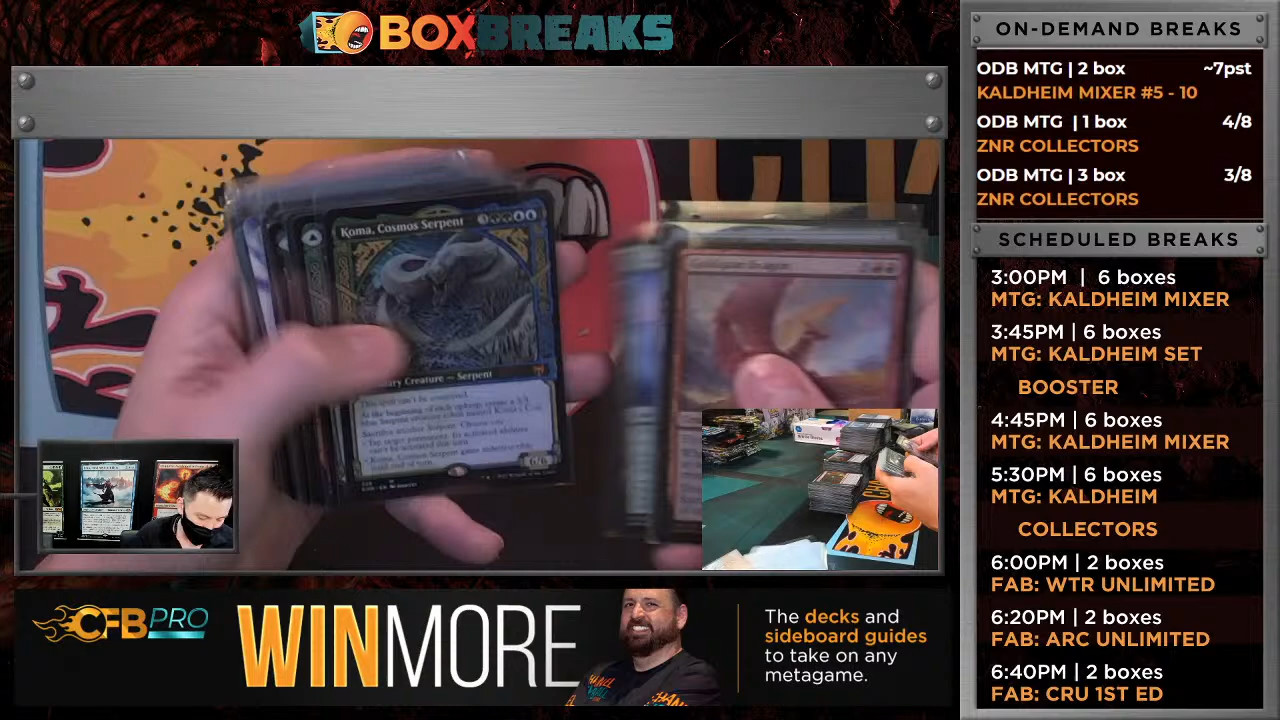 BOXBREAKS
ON-DEMAND BREAKS
ODB MTG | 2 box ~7pst
KALDHEIM MIXER #5 - 10
ODB MTG | 1 box 4/8
ZNR COLLECTORS
ODB MTG | 3 box 3/8
ZNR COLLECTORS
SCHEDULED BREAKS
3:00PM | 6 boxes
MTG: KALDHEIM MIXER
3:45PM | 6 boxes
MTG: KALDHEIM SET
BOOSTER
4:45PM | 6 boxes
MTG: KALDHEIM MIXER
5:30PM | 6 boxes
MTG: KALDHEIM
COLLECTORS
6:00PM | 2 boxes
FAB: WTR UNLIMITED
6:20PM | 2 boxes
FAB: ARC UNLIMITED
6:40PM | 2 boxes
FAB: CRU 1ST ED
Koma, Cosmos Serpent
Creature — Serpent
6/6
CFBPRO
WINMORE
The decks and
sideboard guides
to take on any
metagame.